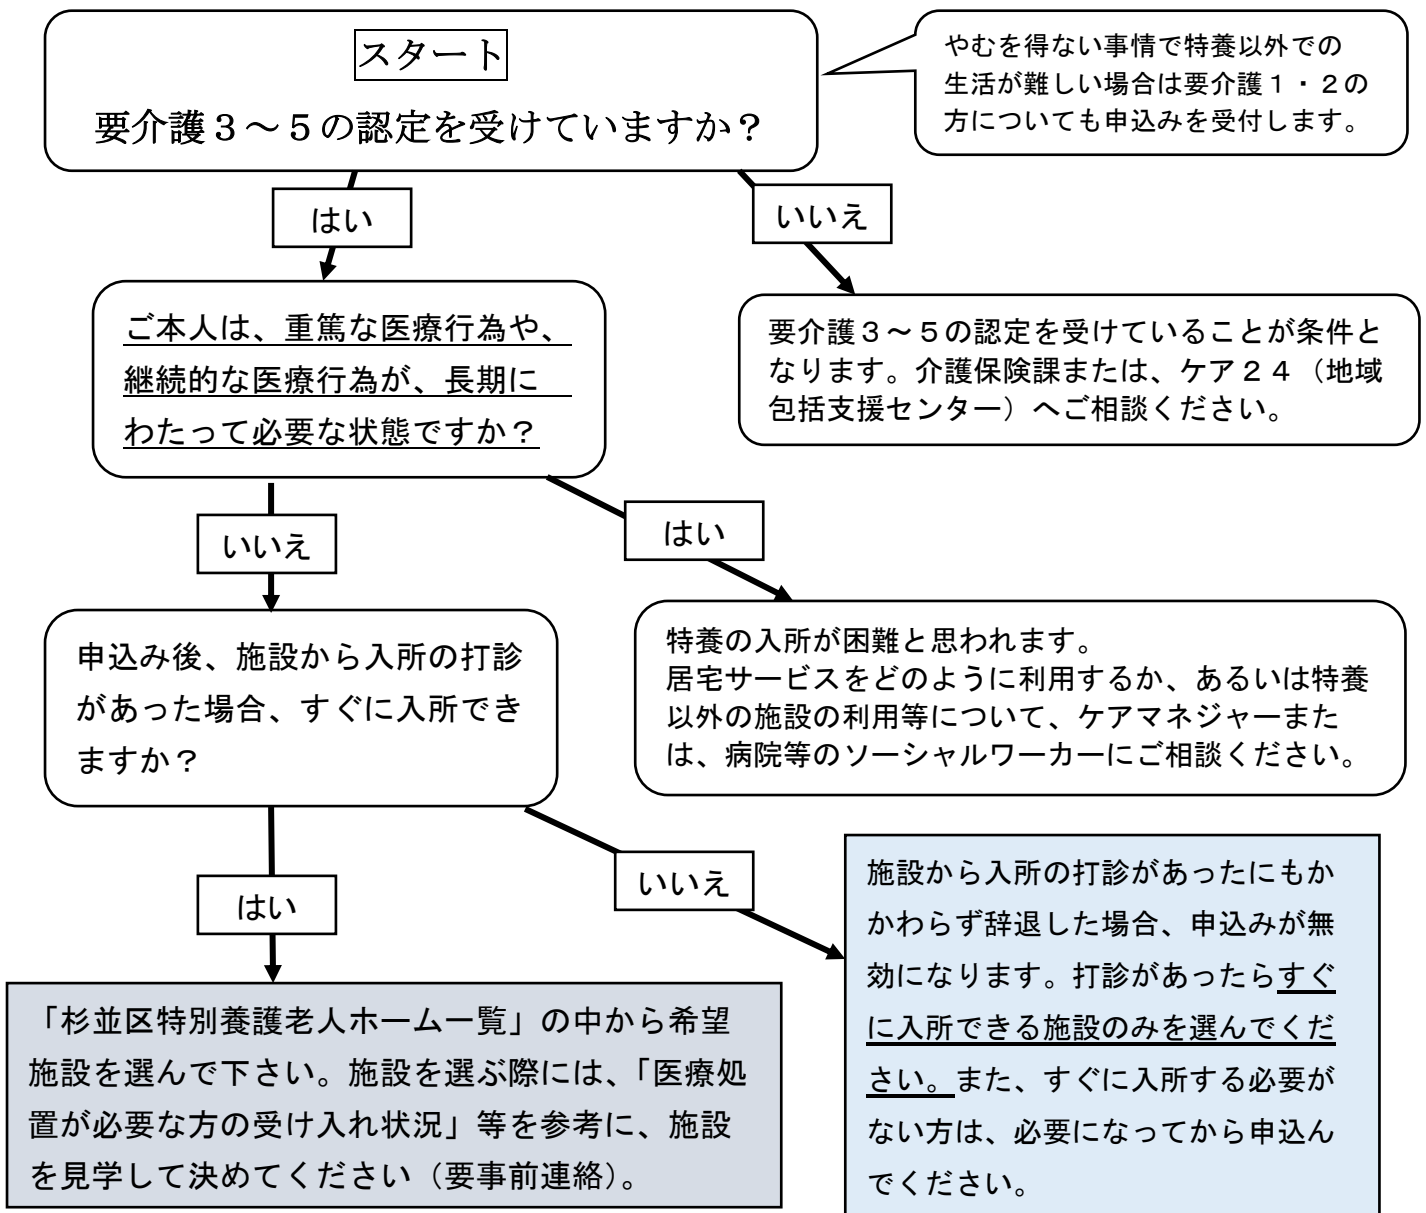 スタート
要介護３～５の認定を受けていますか？
やむを得ない事情で特養以外での
生活が難しい場合は要介護１・２の
方についても申込みを受付します。
はい
いいえ
ご本人は、重篤な医療行為や、
継続的な医療行為が、長期に
わたって必要な状態ですか？
要介護３～５の認定を受けていることが条件と
なります。介護保険課または、ケア２４（地域
包括支援センター）へご相談ください。
いいえ
はい
申込み後、施設から入所の打診
があった場合、すぐに入所でき
ますか？
特養の入所が困難と思われます。
居宅サービスをどのように利用するか、あるいは特養
以外の施設の利用等について、ケアマネジャーまた
は、病院等のソーシャルワーカーにご相談ください。
はい
いいえ
「杉並区特別養護老人ホーム一覧」の中から希望
施設を選んで下さい。施設を選ぶ際には、「医療処
置が必要な方の受け入れ状況」等を参考に、施設
を見学して決めてください（要事前連絡）。
施設から入所の打診があったにもか
かわらず辞退した場合、申込みが無
効になります。打診があったらすぐ
に入所できる施設のみを選んでくだ
さい。また、すぐに入所する必要が
ない方は、必要になってから申込ん
でください。